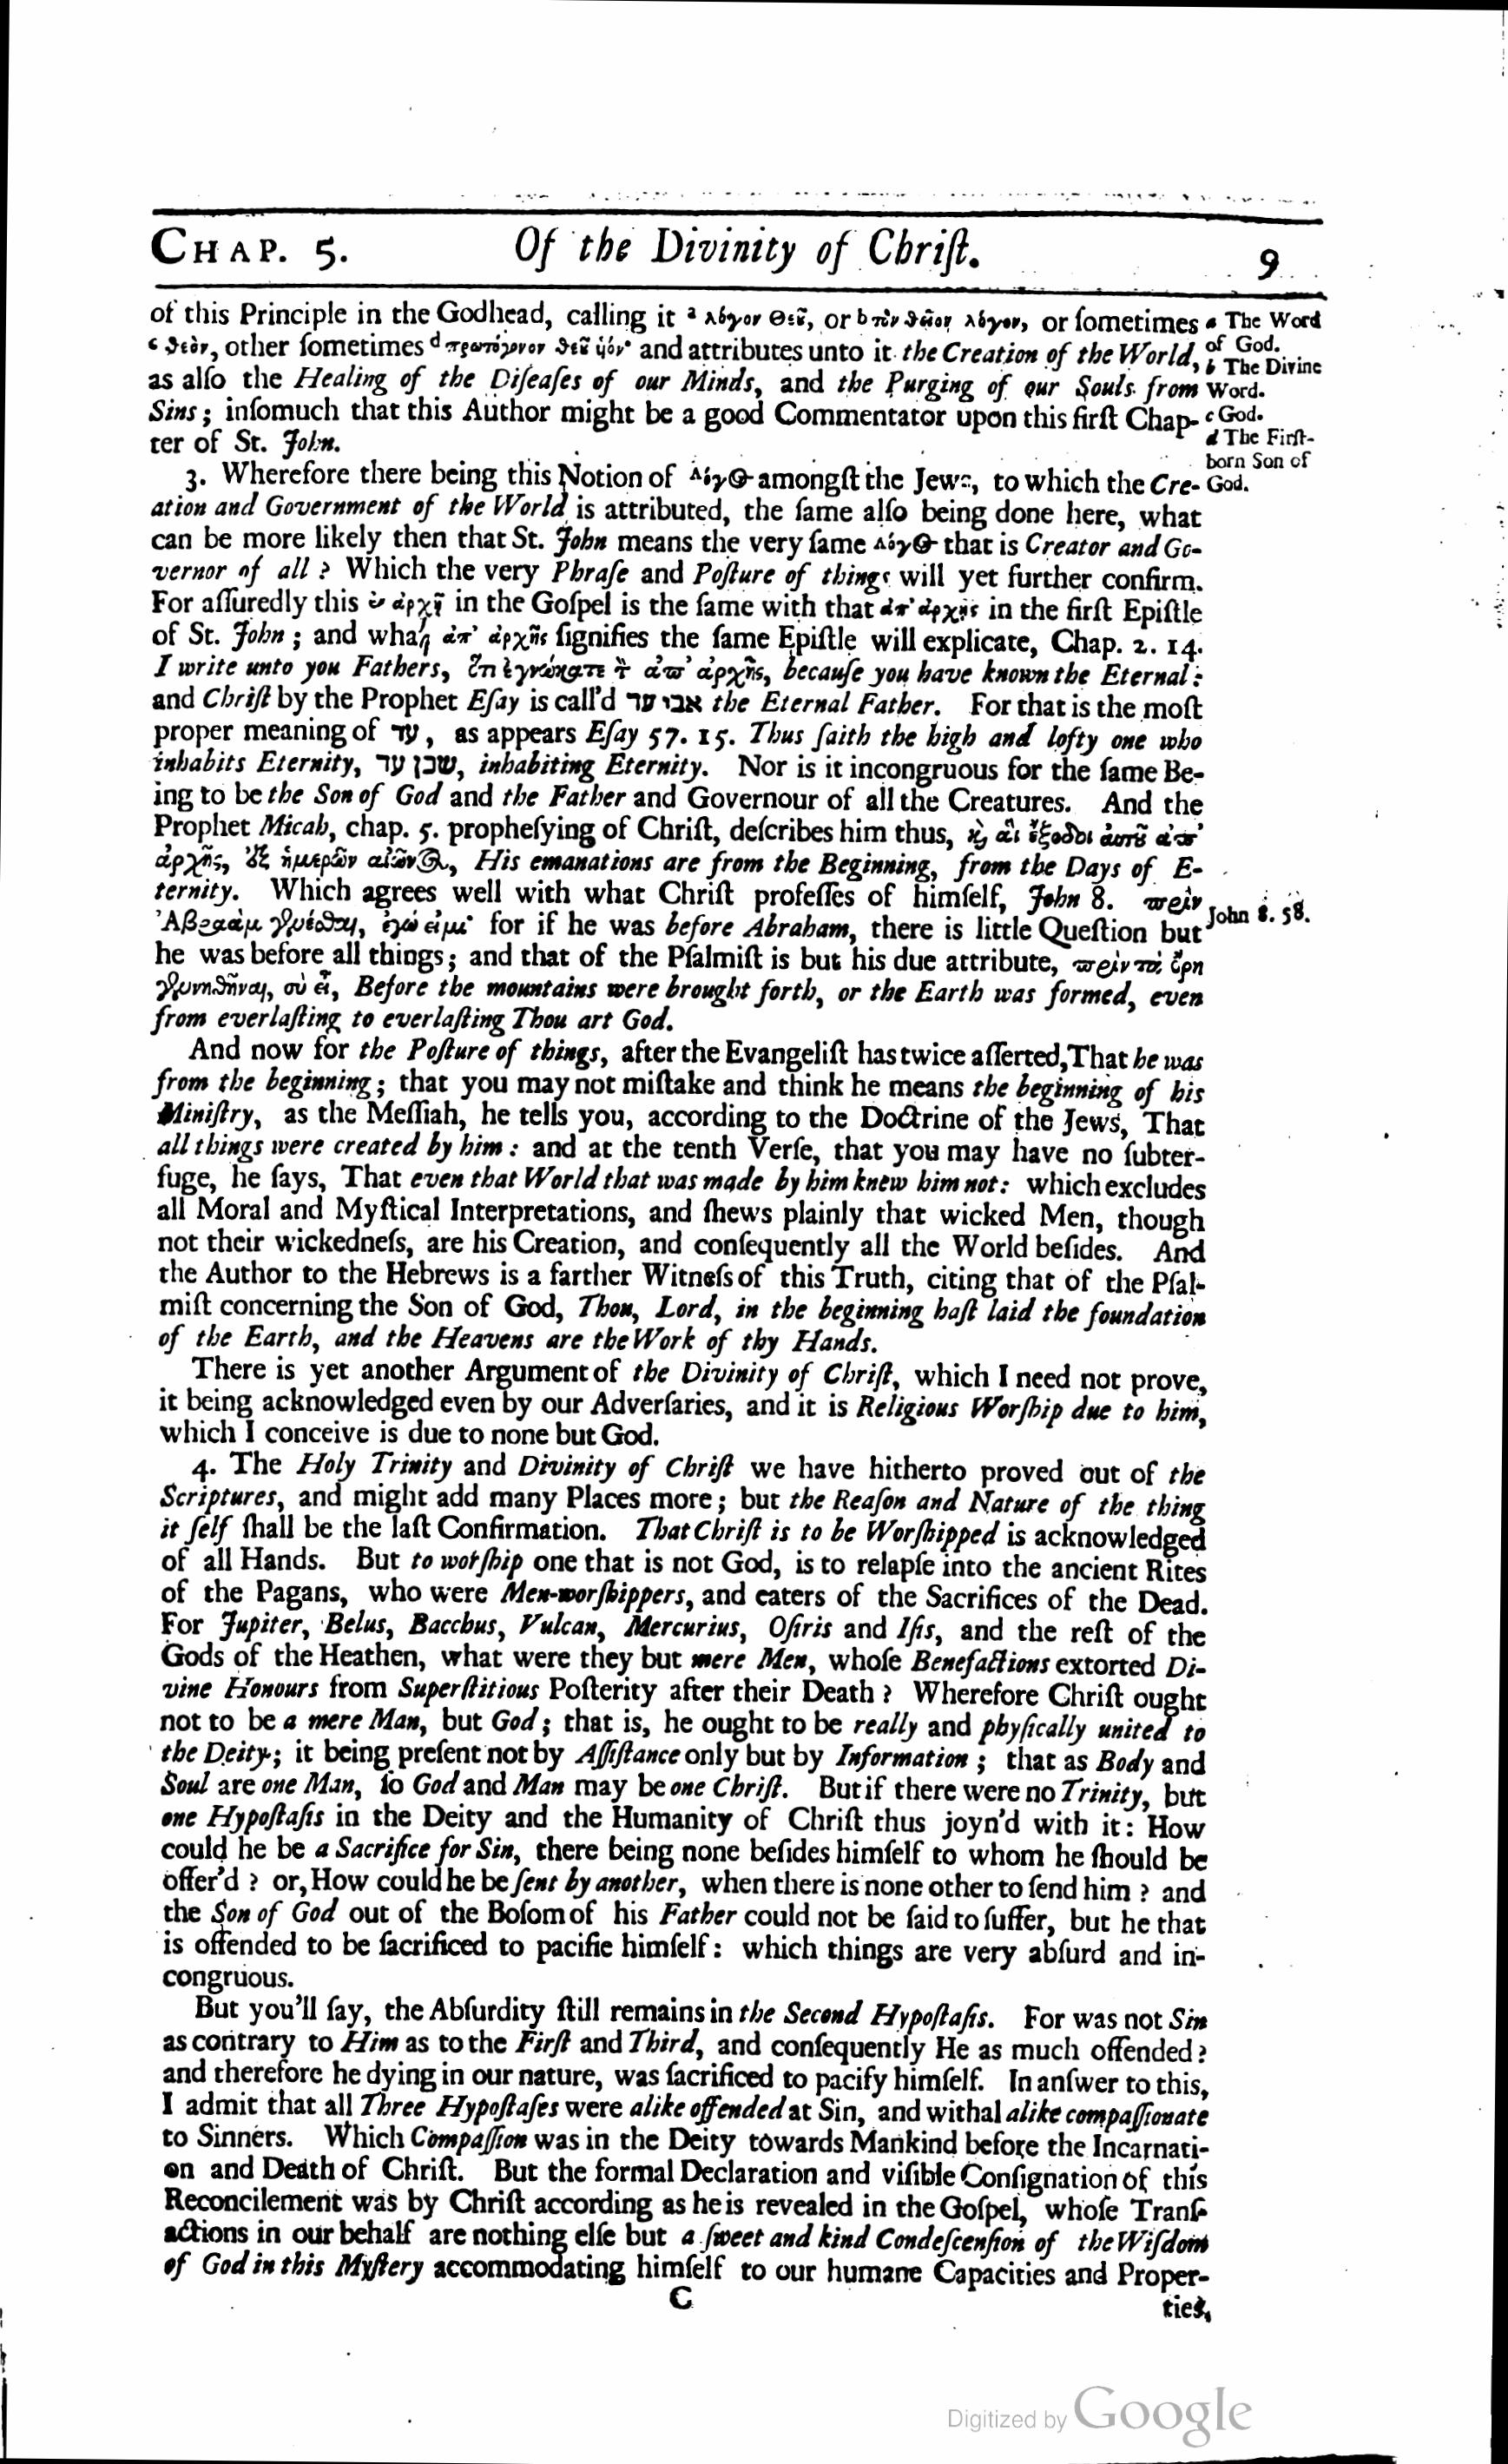 CHAP. 5. Of the Divinity of Chriſt. 9
of this Principle in the Godhead, calling it ᵃ λόγον Θεȣ͂, or ᵇ τὸν ϑεῖον λόγον, or ſometimes
ᶜ ϑεὸν, other ſometimes ᵈ πρωτόγονον ϑεȣ͂ ὑόν· and attributes unto it the Creation of the World,
as alſo the Healing of the Diſeaſes of our Minds, and the Purging of our Souls from
Sins; inſomuch that this Author might be a good Commentator upon this firſt Chap-
ter of St. John.
a The Word
of God.
b The Divine
Word.
c God.
d The Firſt-
born Son of
God.
3. Wherefore there being this Notion of Λόγος amongſt the Jews, to which the Cre-
ation and Government of the World is attributed, the ſame alſo being done here, what
can be more likely then that St. John means the very ſame Λόγος that is Creator and Go-
vernor of all? Which the very Phraſe and Poſture of things will yet further confirm.
For aſſuredly this ἐν ἀρχῇ in the Goſpel is the ſame with that ἀπ' ἀρχῆς in the firſt Epiſtle
of St. John; and what ἀπ' ἀρχῆς ſignifies the ſame Epiſtle will explicate, Chap. 2. 14.
I write unto you Fathers, ὅτι ἐγνώκατε τὸν ἀπ' ἀρχῆς, becauſe you have known the Eternal:
and Chriſt by the Prophet Eſay is call'd אבי עד the Eternal Father. For that is the moſt
proper meaning of עד, as appears Eſay 57. 15. Thus ſaith the high and lofty one who
inhabits Eternity, שכן עד, inhabiting Eternity. Nor is it incongruous for the ſame Be-
ing to be the Son of God and the Father and Governour of all the Creatures. And the
Prophet Micah, chap. 5. propheſying of Chriſt, deſcribes him thus, ϗ αἱ ἔξοδοι αὐτȣ͂ ἀπ'
ἀρχῆς, ἐξ ἡμερῶν αἰῶνος, His emanations are from the Beginning, from the Days of E-
ternity. Which agrees well with what Chriſt profeſſes of himſelf, John 8. πρὶν
John 8. 58.
Ἀβραὰμ γενέσθαι, ἐγώ εἰμι· for if he was before Abraham, there is little Queſtion but
he was before all things; and that of the Pſalmiſt is but his due attribute, πρὶν τὰ ὄρη
γενηθῆναι, σὺ εἶ, Before the mountains were brought forth, or the Earth was formed, even
from everlaſting to everlaſting Thou art God.
And now for the Poſture of things, after the Evangeliſt has twice aſſerted, That he was
from the beginning; that you may not miſtake and think he means the beginning of his
Miniſtry, as the Meſſiah, he tells you, according to the Doctrine of the Jews, That
all things were created by him: and at the tenth Verſe, that you may have no ſubter-
fuge, he ſays, That even that World that was made by him knew him not: which excludes
all Moral and Myſtical Interpretations, and ſhews plainly that wicked Men, though
not their wickedneſs, are his Creation, and conſequently all the World beſides. And
the Author to the Hebrews is a farther Witneſs of this Truth, citing that of the Pſal-
miſt concerning the Son of God, Thou, Lord, in the beginning haſt laid the foundation
of the Earth, and the Heavens are the Work of thy Hands.
There is yet another Argument of the Divinity of Chriſt, which I need not prove,
it being acknowledged even by our Adverſaries, and it is Religious Worſhip due to him,
which I conceive is due to none but God.
4. The Holy Trinity and Divinity of Chriſt we have hitherto proved out of the
Scriptures, and might add many Places more; but the Reaſon and Nature of the thing
it ſelf ſhall be the laſt Confirmation. That Chriſt is to be Worſhipped is acknowledged
of all Hands. But to worſhip one that is not God, is to relapſe into the ancient Rites
of the Pagans, who were Men-worſhippers, and eaters of the Sacrifices of the Dead.
For Jupiter, Belus, Bacchus, Vulcan, Mercurius, Oſiris and Iſis, and the reſt of the
Gods of the Heathen, what were they but mere Men, whoſe Benefactions extorted Di-
vine Honours from Superſtitious Poſterity after their Death? Wherefore Chriſt ought
not to be a mere Man, but God; that is, he ought to be really and phyſically united to
the Deity; it being preſent not by Aſſiſtance only but by Information; that as Body and
Soul are one Man, ſo God and Man may be one Chriſt. But if there were no Trinity, but
one Hypoſtaſis in the Deity and the Humanity of Chriſt thus joyn'd with it: How
could he be a Sacrifice for Sin, there being none beſides himſelf to whom he ſhould be
offer'd? or, How could he be ſent by another, when there is none other to ſend him? and
the Son of God out of the Boſom of his Father could not be ſaid to ſuffer, but he that
is offended to be ſacrificed to pacifie himſelf: which things are very abſurd and in-
congruous.
But you'll ſay, the Abſurdity ſtill remains in the Second Hypoſtaſis. For was not Sin
as contrary to Him as to the Firſt and Third, and conſequently He as much offended?
and therefore he dying in our nature, was ſacrificed to pacify himſelf. In anſwer to this,
I admit that all Three Hypoſtaſes were alike offended at Sin, and withal alike compaſſionate
to Sinners. Which Compaſſion was in the Deity towards Mankind before the Incarnati-
on and Death of Chriſt. But the formal Declaration and viſible Conſignation of this
Reconcilement was by Chriſt according as he is revealed in the Goſpel, whoſe Tranſ-
actions in our behalf are nothing elſe but a ſweet and kind Condeſcenſion of the Wiſdom
of God in this Myſtery accommodating himſelf to our humane Capacities and Proper-
C
ties,
Digitized by Google